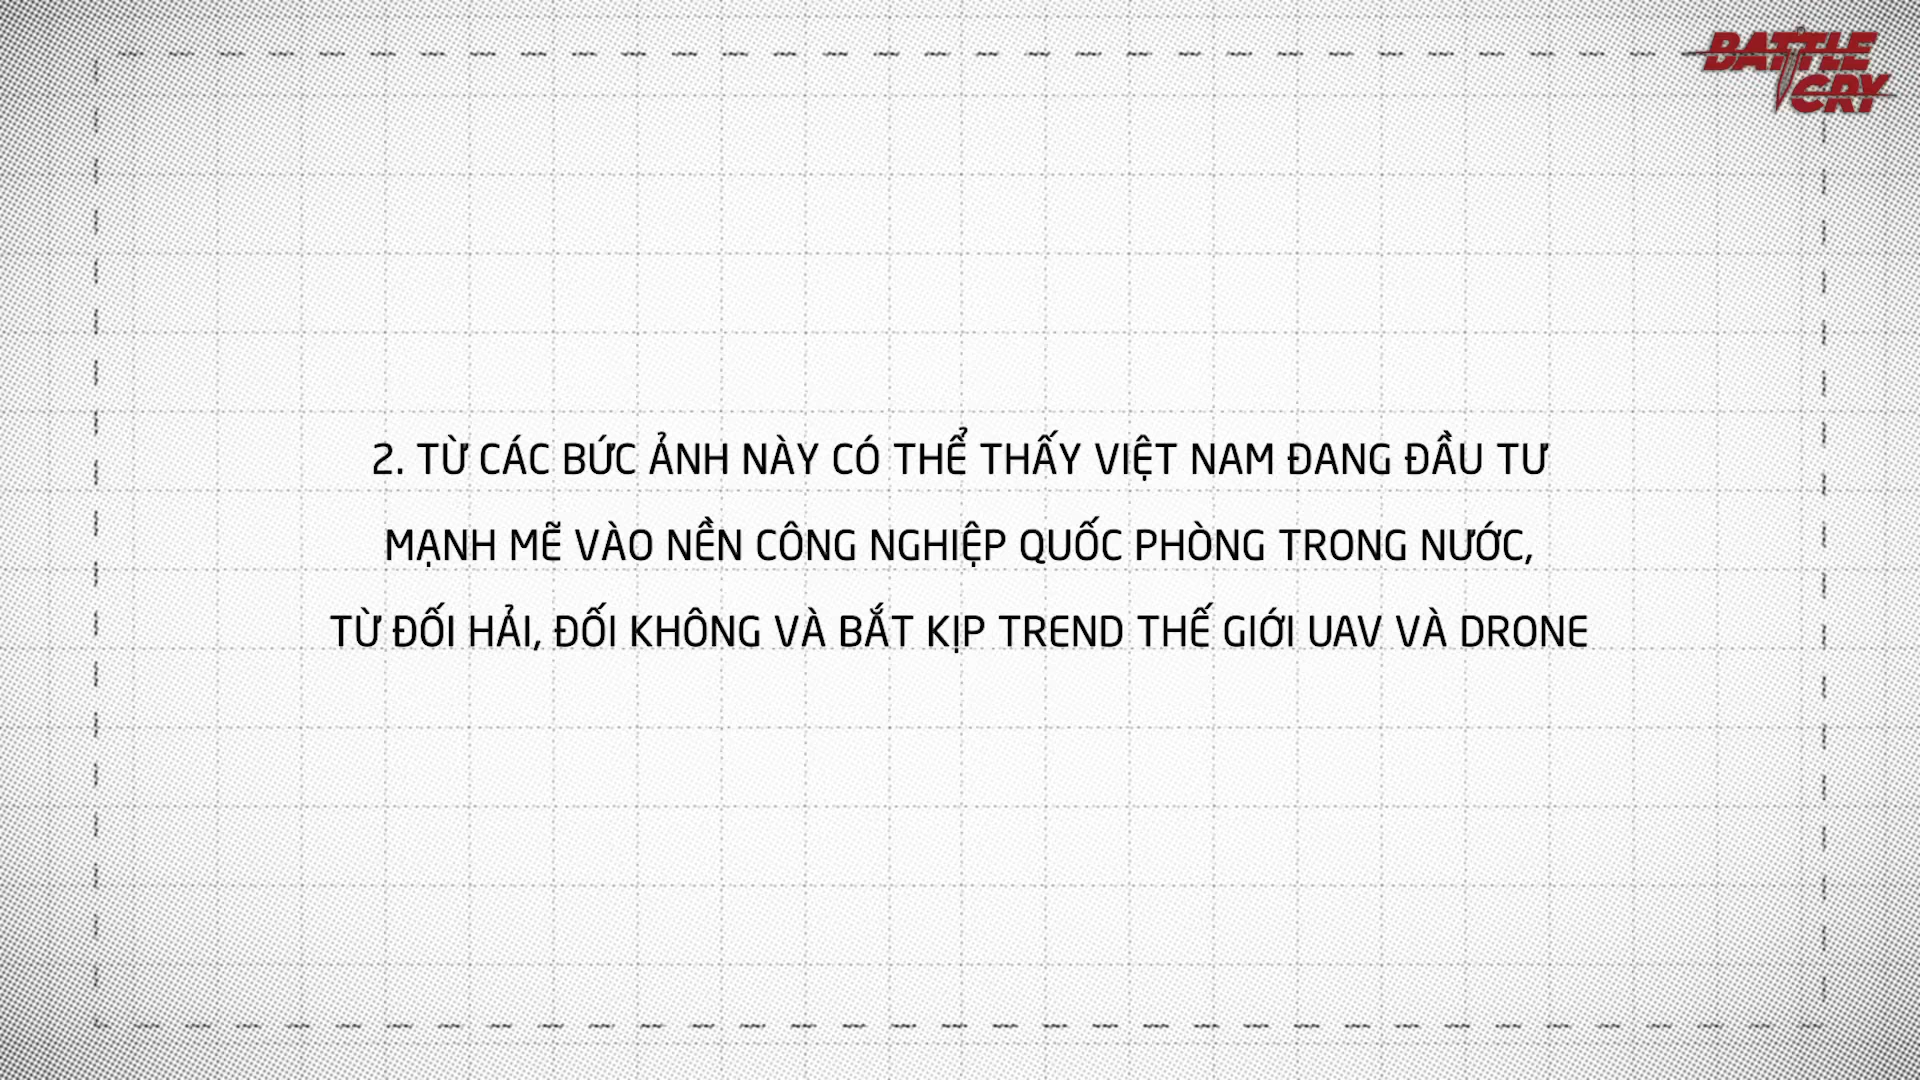 BATTLE
CRY
2. TỪ CÁC BỨC ẢNH NÀY CÓ THỂ THẤY VIỆT NAM ĐANG ĐẦU TƯ
MẠNH MẼ VÀO NỀN CÔNG NGHIỆP QUỐC PHÒNG TRONG NƯỚC,
TỪ ĐỐI HẢI, ĐỐI KHÔNG VÀ BẮT KỊP TREND THẾ GIỚI UAV VÀ DRONE